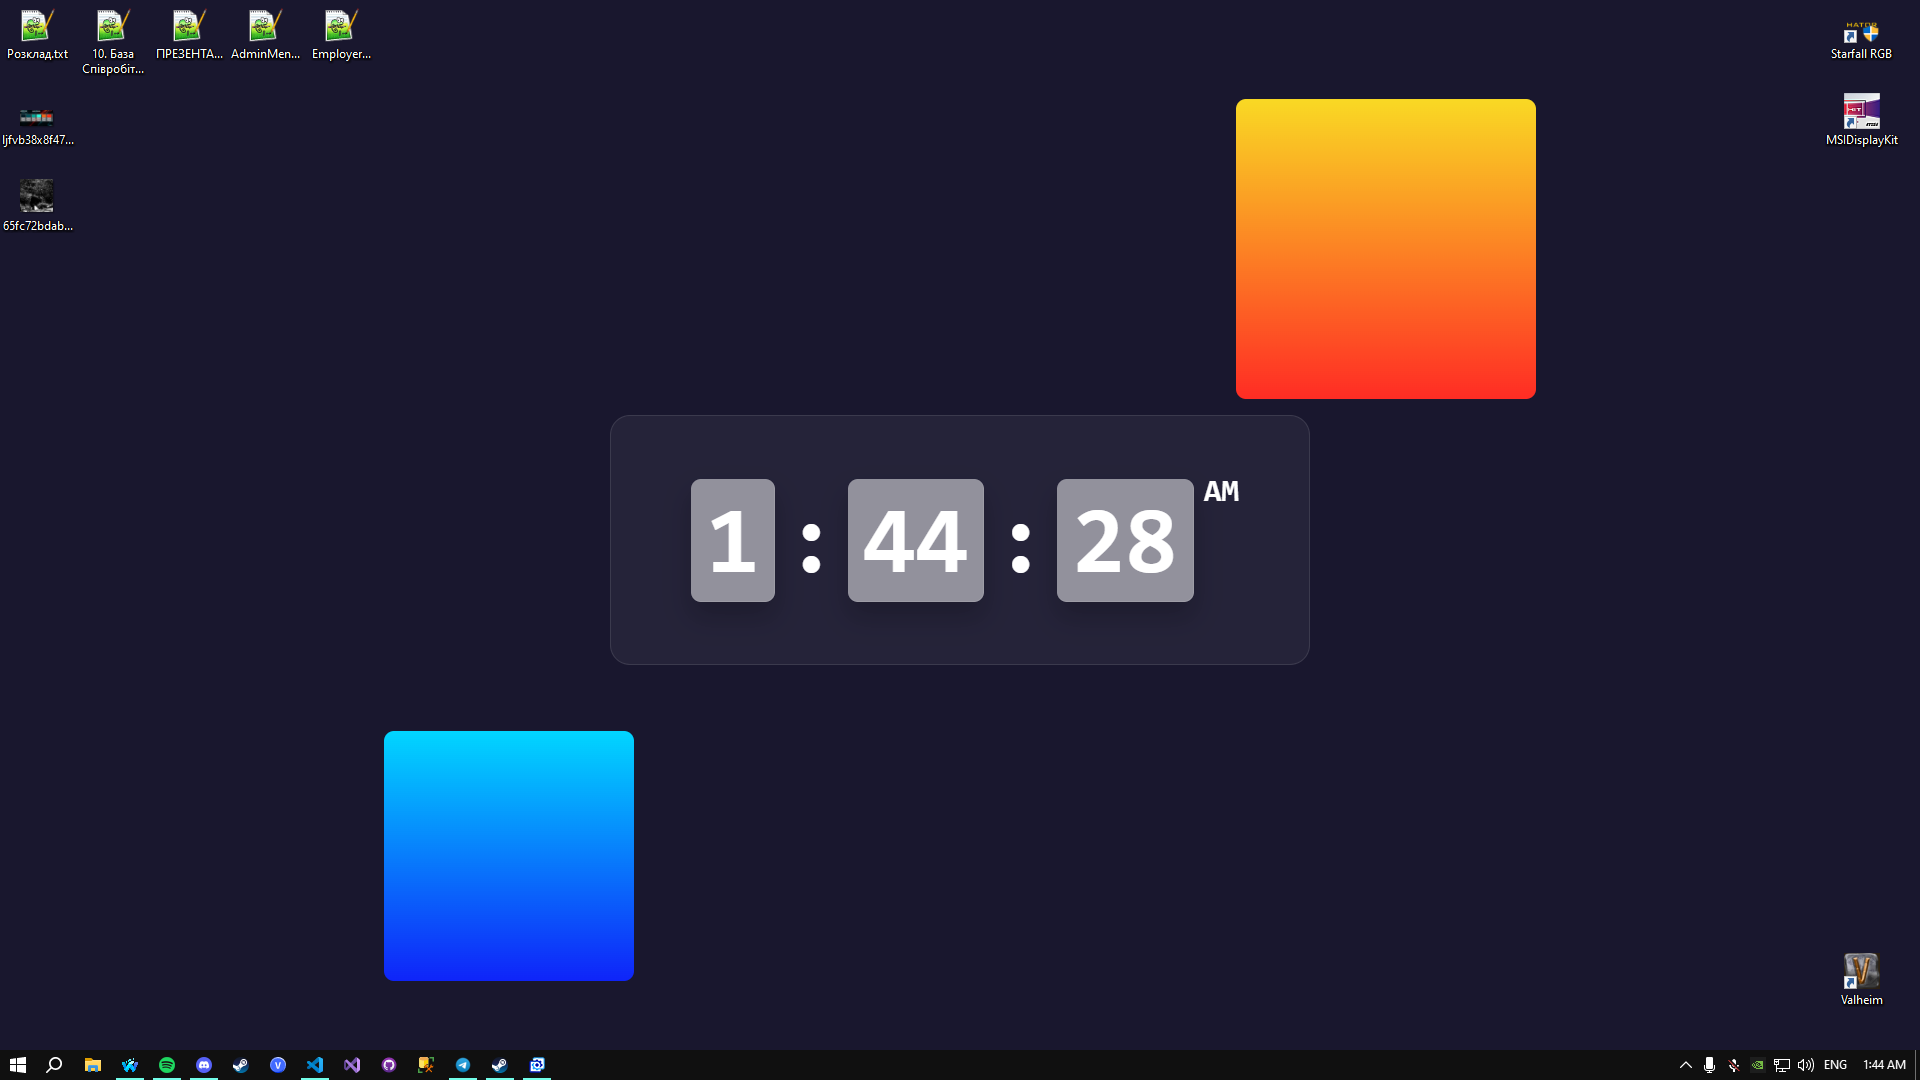 Розклад.txt
10. База
Співробіт...
ПРЕЗЕНТА...
AdminMen...
Employer...
HATOR
Starfall RGB
ljfvb38x8f47...
MSIDisplayKit
65fc72bdab...
1 : 44 : 28 AM
Valheim
ENG
1:44 AM